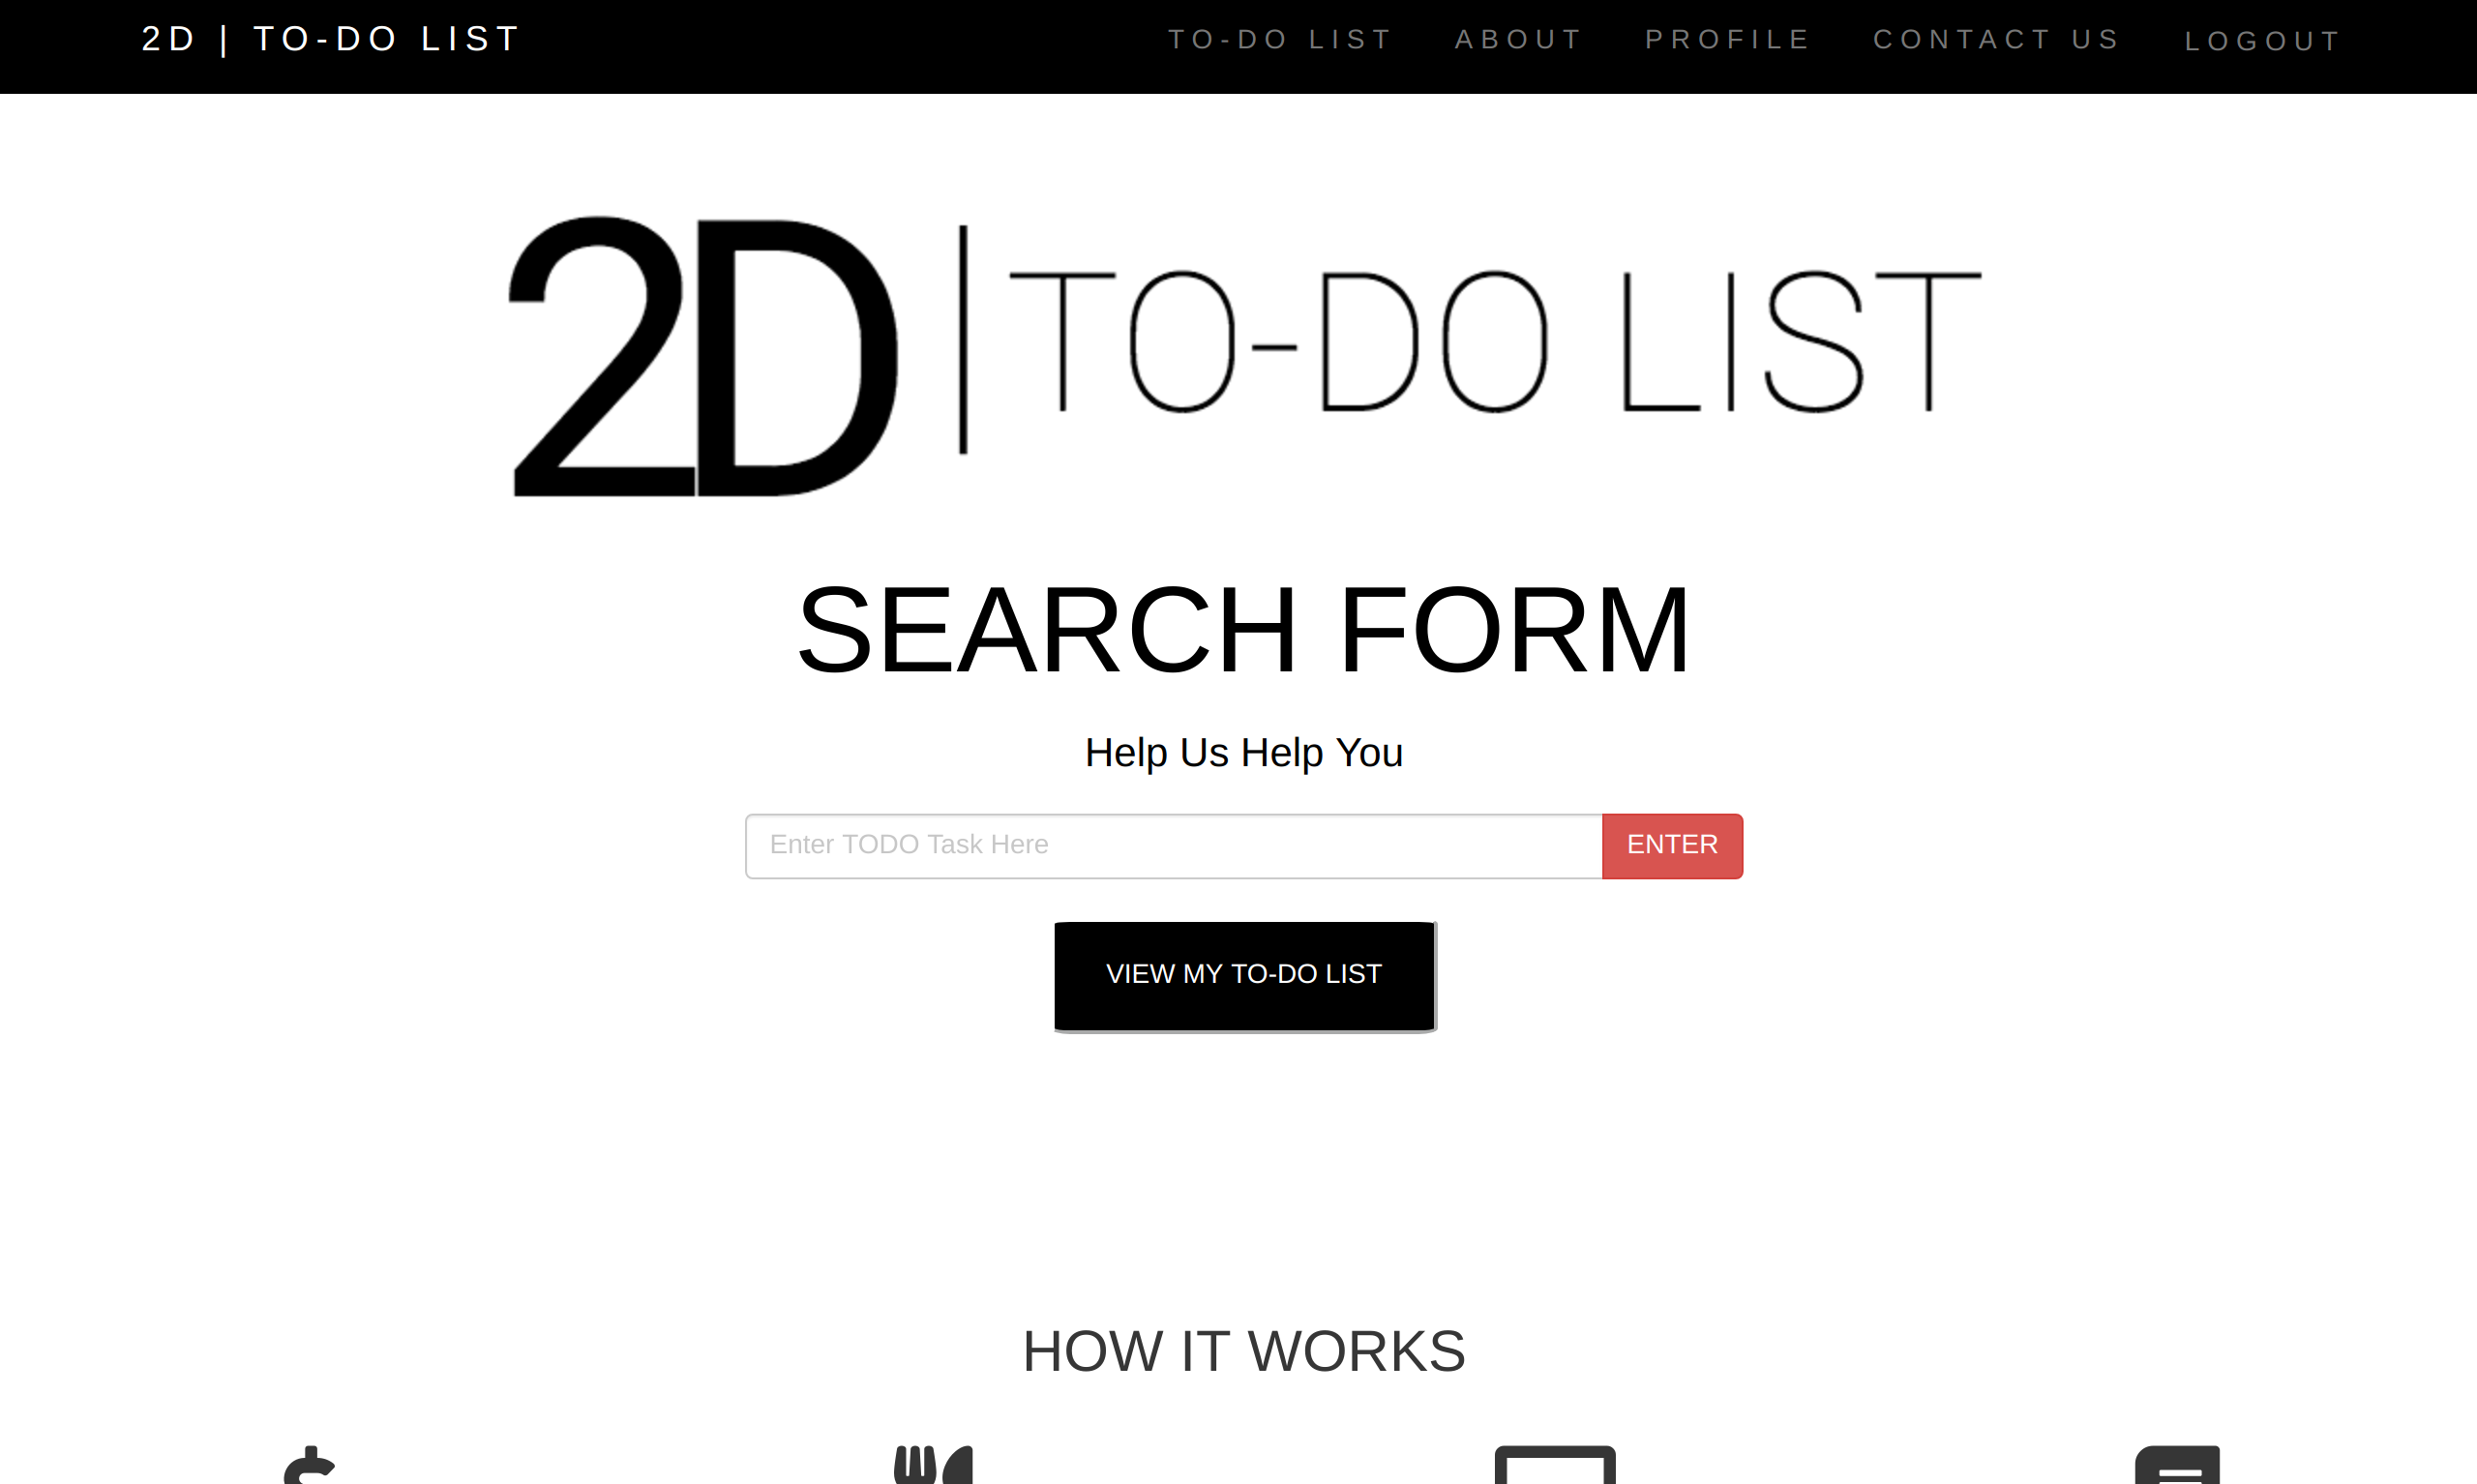 2D | TO-DO LIST
TO-DO LIST ABOUT PROFILE CONTACT US LOGOUT
2D | TO-DO LIST
SEARCH FORM
Help Us Help You
Enter TODO Task Here
ENTER
VIEW MY TO-DO LIST
HOW IT WORKS